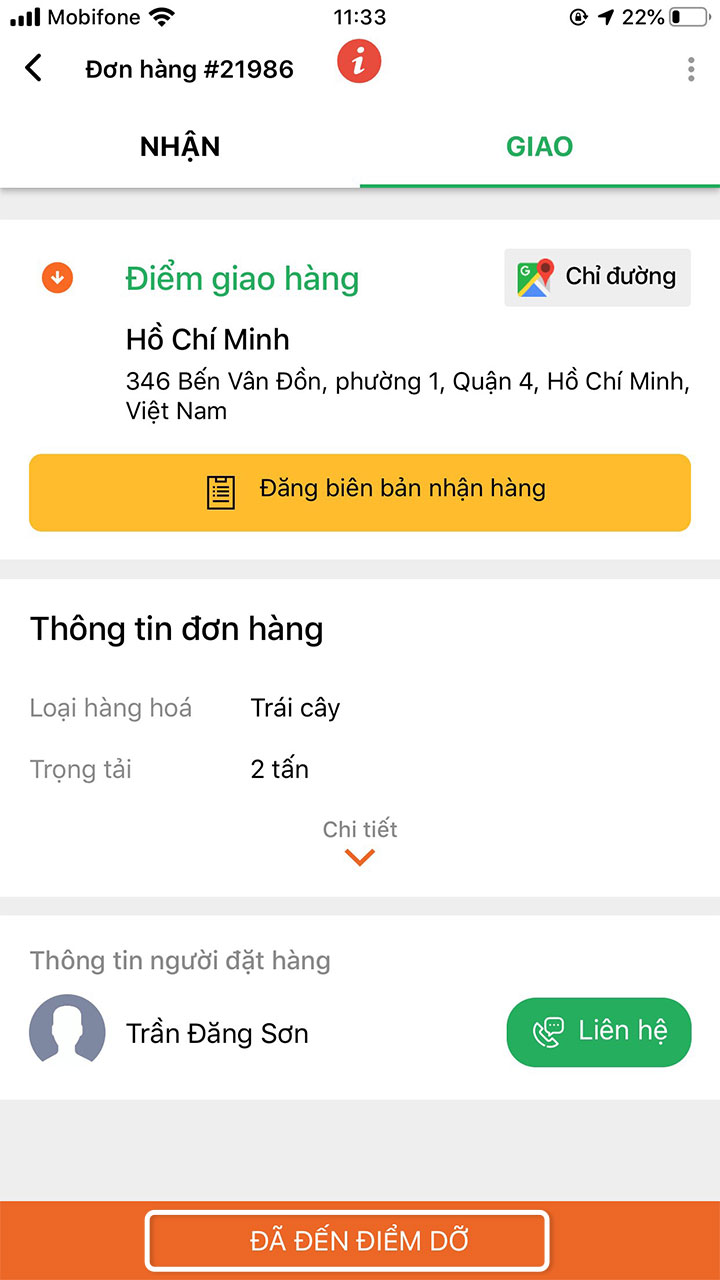 Mobifone 11:33 22%
Đơn hàng #21986 i
NHẬN GIAO
Điểm giao hàng
G Chỉ đường
Hồ Chí Minh
346 Bến Vân Đồn, phường 1, Quận 4, Hồ Chí Minh,
Việt Nam
Đăng biên bản nhận hàng
Thông tin đơn hàng
Loại hàng hoá Trái cây
Trọng tải 2 tấn
Chi tiết
Thông tin người đặt hàng
Trần Đăng Sơn
Liên hệ
ĐÃ ĐẾN ĐIỂM DỠ